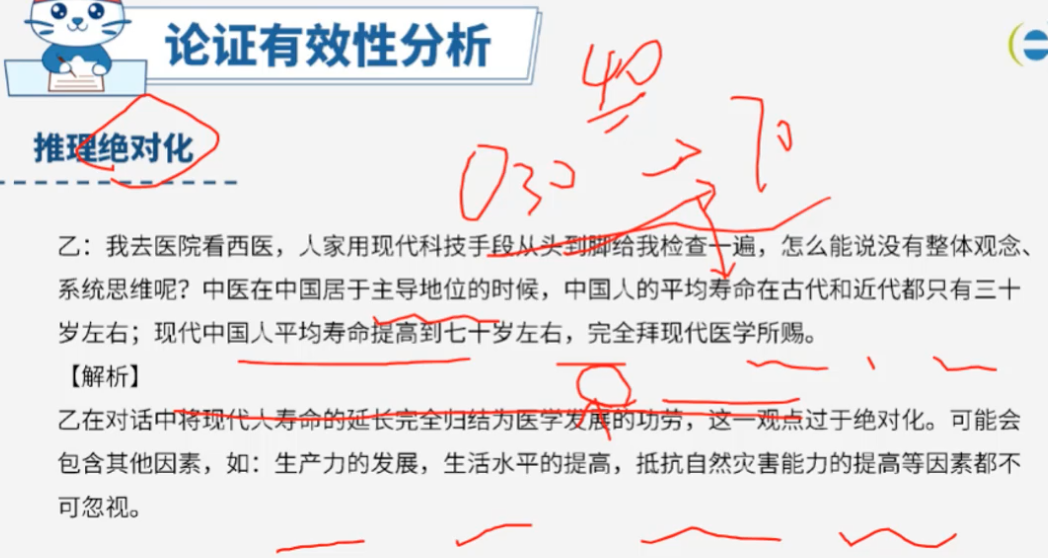 论证有效性分析
40
推理绝对化
030
70
乙：我去医院看西医，人家用现代科技手段从头到脚给我检查一遍，怎么能说没有整体观念、
系统思维呢？中医在中国居于主导地位的时候，中国人的平均寿命在古代和近代都只有三十
岁左右；现代中国人平均寿命提高到七十岁左右，完全拜现代医学所赐。
【解析】
乙在对话中将现代人寿命的延长完全归结为医学发展的功劳，这一观点过于绝对化。可能会
包含其他因素，如：生产力的发展，生活水平的提高，抵抗自然灾害能力的提高等因素都不
可忽视。